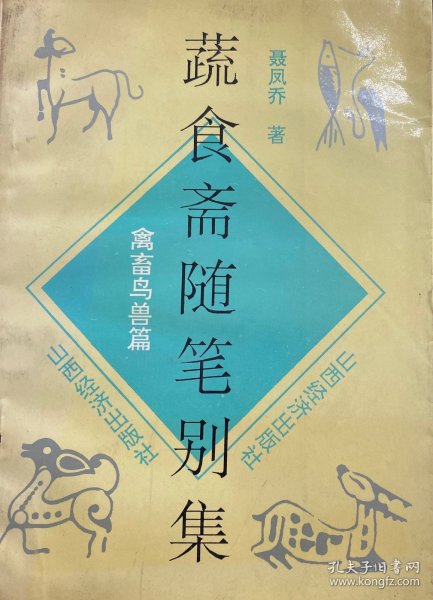 蔬食斋随笔别集
聂凤乔 著
禽畜鸟兽篇
山西经济出版社
山西经济出版社
孔夫子旧书网
www.kongfz.com